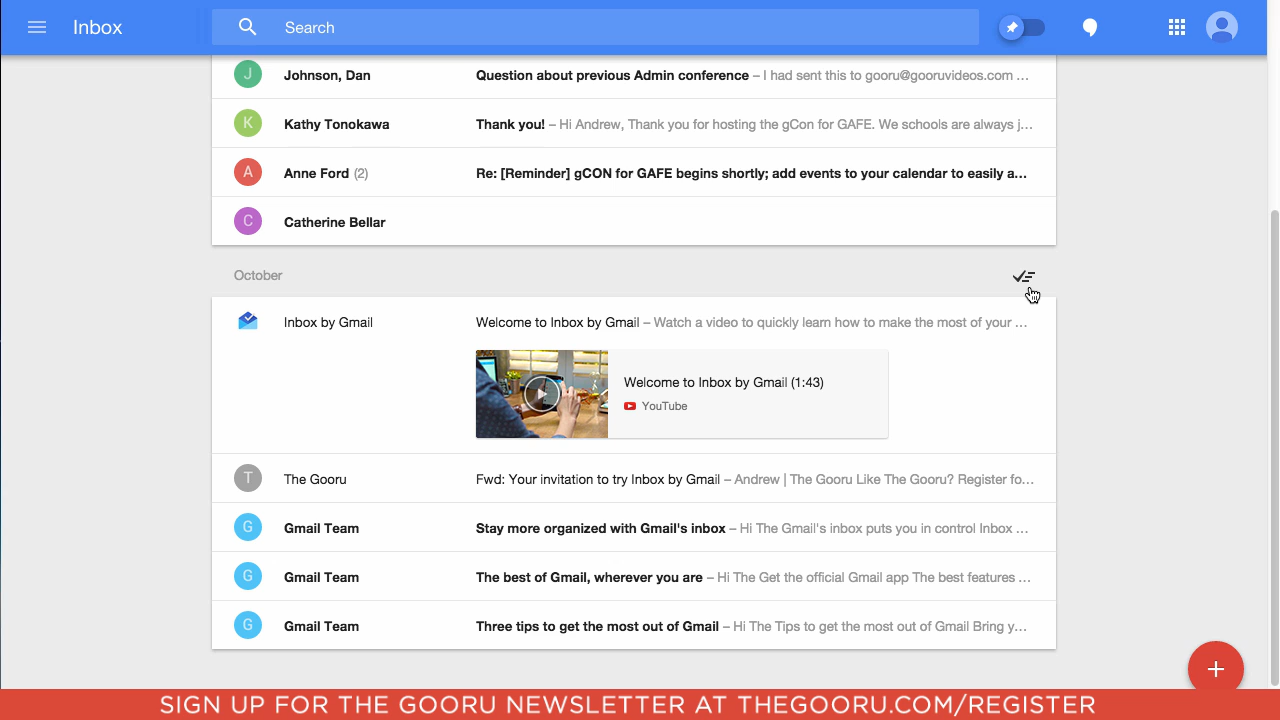 Inbox
Search
J Johnson, Dan Question about previous Admin conference – I had sent this to gooru@gooruvideos.com ...
K Kathy Tonokawa Thank you! – Hi Andrew, Thank you for hosting the gCon for GAFE. We schools are always j...
A Anne Ford (2) Re: [Reminder] gCON for GAFE begins shortly; add events to your calendar to easily a...
C Catherine Bellar
October
Inbox by Gmail Welcome to Inbox by Gmail – Watch a video to quickly learn how to make the most of your ...
Welcome to Inbox by Gmail (1:43)
YouTube
T The Gooru Fwd: Your invitation to try Inbox by Gmail – Andrew | The Gooru Like The Gooru? Register fo...
G Gmail Team Stay more organized with Gmail's inbox – Hi The Gmail's inbox puts you in control Inbox ...
G Gmail Team The best of Gmail, wherever you are – Hi The Get the official Gmail app The best features ...
G Gmail Team Three tips to get the most out of Gmail – Hi The Tips to get the most out of Gmail Bring y...
SIGN UP FOR THE GOORU NEWSLETTER AT THEGOORU.COM/REGISTER